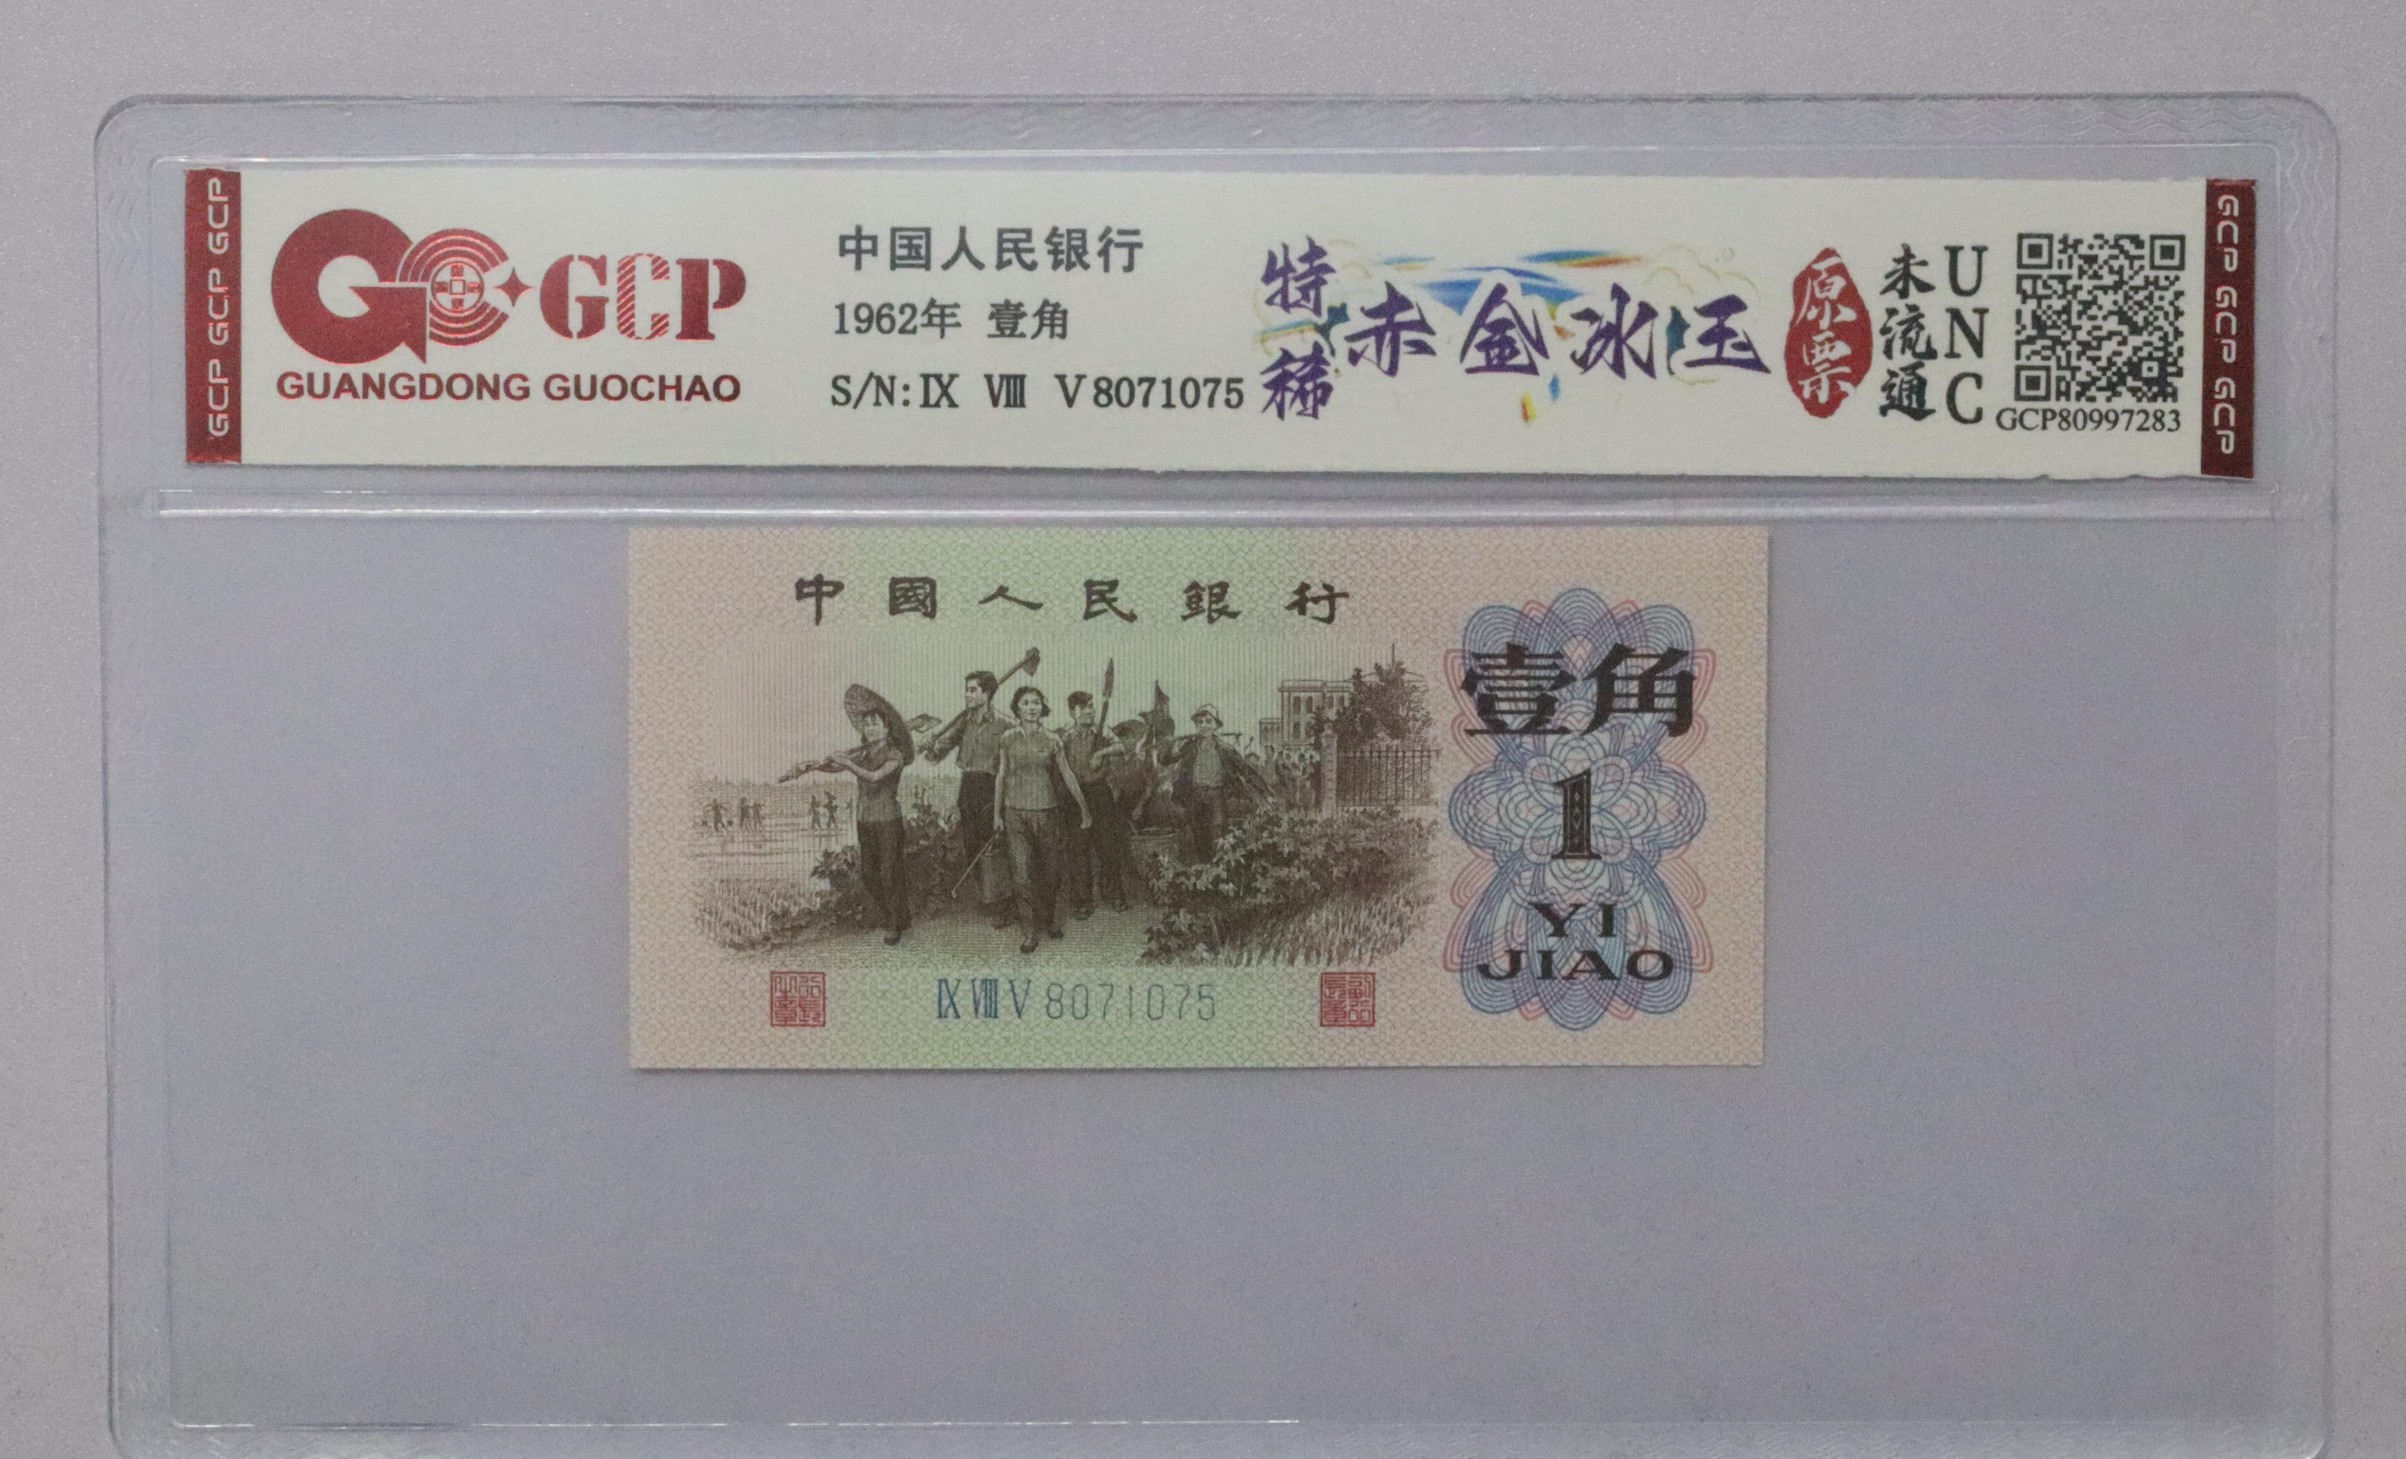 GCP GCP GCP
GCP
GUANGDONG GUOCHAO
中国人民银行
1962年 壹角
S/N: IX VIII V 8071075
特稀
赤金冰玉
原票
未流通
UNC
GCP80997283
GCP GCP GCP
中國人民銀行
壹角
1
YI
JIAO
IX VIII V 8071075